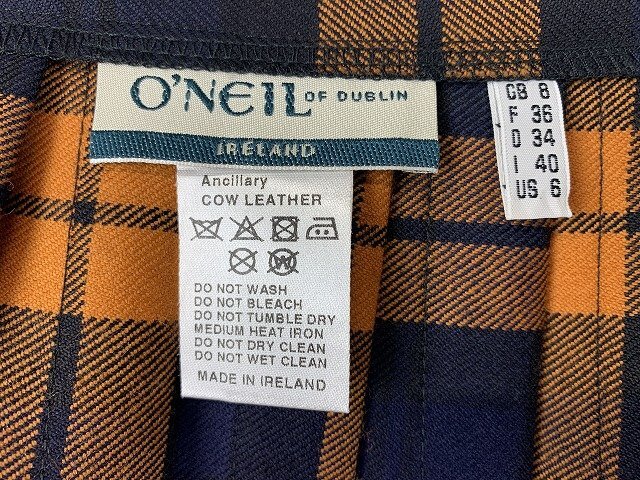 O'NEIL OF DUBLIN
IRELAND
GB 8
F 36
D 34
I 40
US 6
Ancillary
COW LEATHER
DO NOT WASH
DO NOT BLEACH
DO NOT TUMBLE DRY
MEDIUM HEAT IRON
DO NOT DRY CLEAN
DO NOT WET CLEAN
MADE IN IRELAND